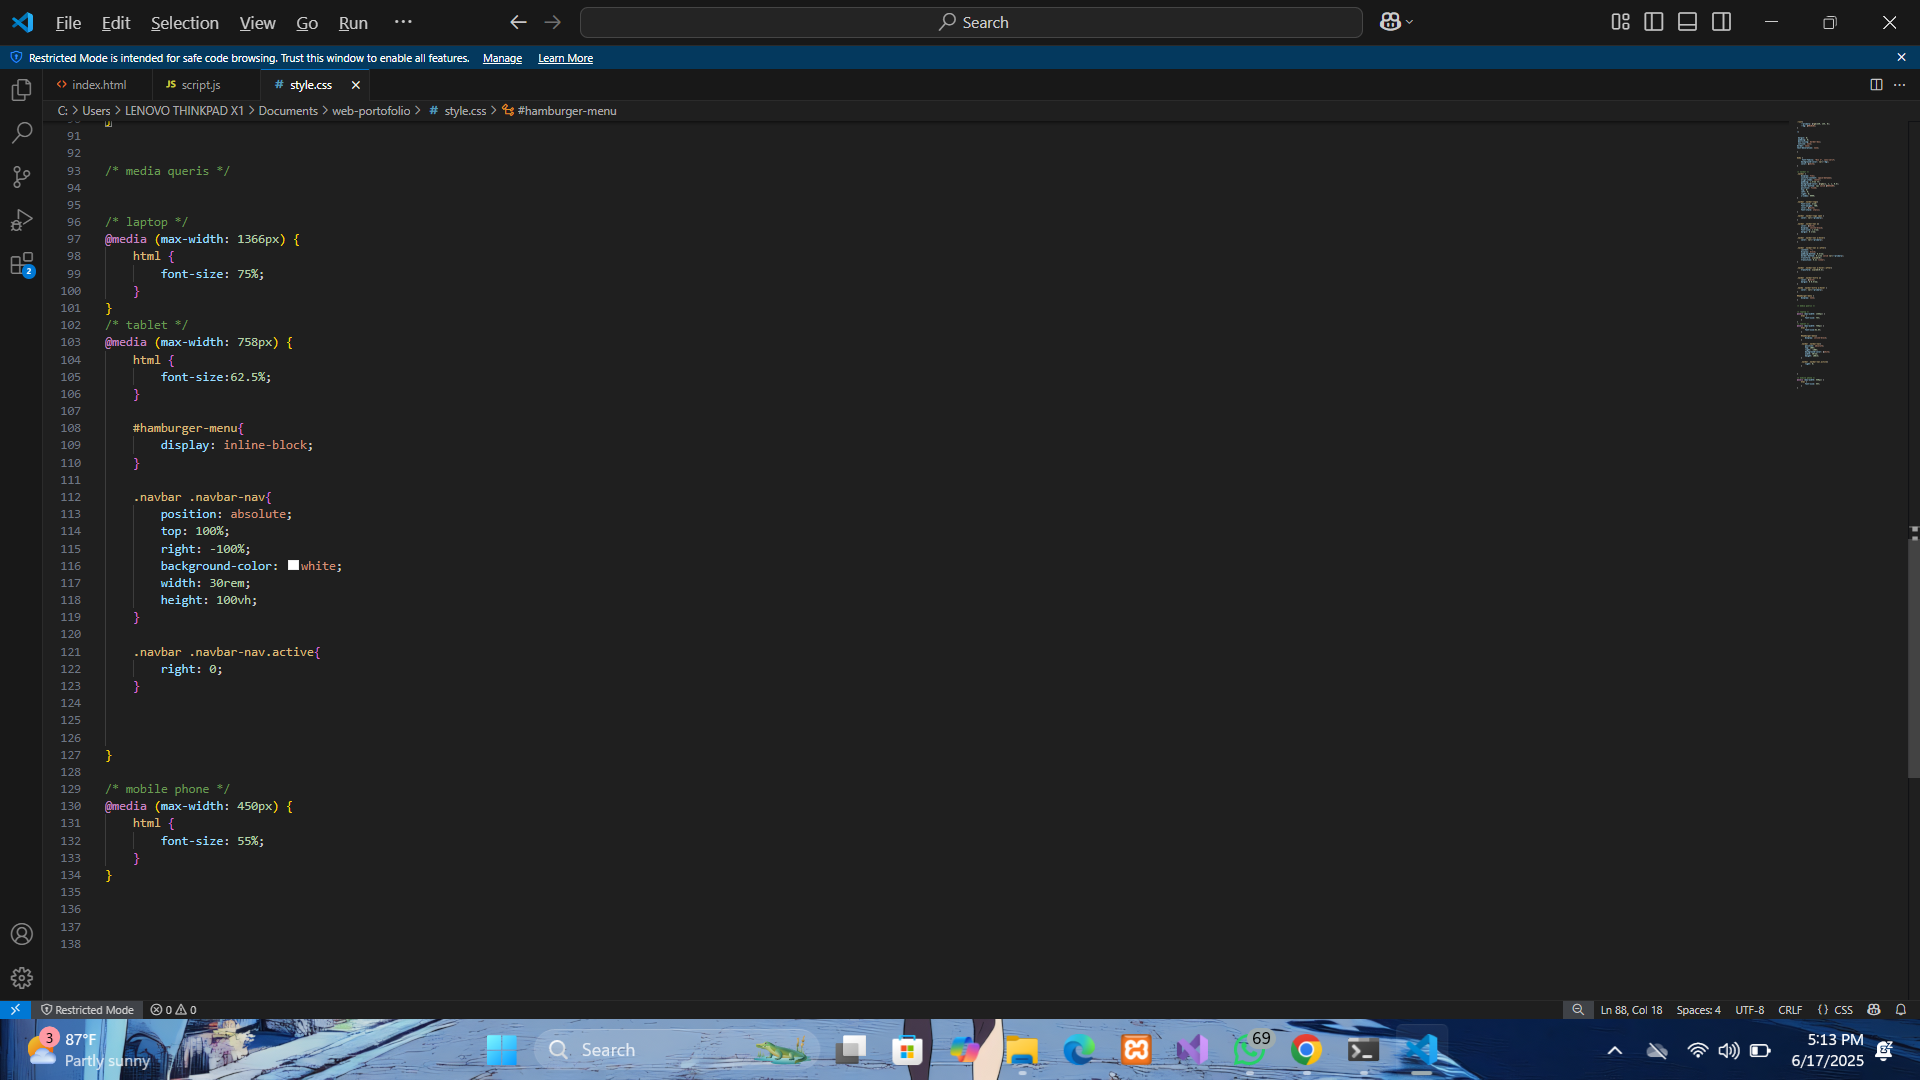 File Edit Selection View Go Run ··· Search
Restricted Mode is intended for safe code browsing. Trust this window to enable all features. Manage Learn More
index.html JS script.js # style.css
C: > Users > LENOVO THINKPAD X1 > Documents > web-portofolio > # style.css > #hamburger-menu
91
92
93 /* media queris */
94
95
96 /* laptop */
97 @media (max-width: 1366px) {
98 html {
99 font-size: 75%;
100 }
101 }
102 /* tablet */
103 @media (max-width: 758px) {
104 html {
105 font-size:62.5%;
106 }
107
108 #hamburger-menu{
109 display: inline-block;
110 }
111
112 .navbar .navbar-nav{
113 position: absolute;
114 top: 100%;
115 right: -100%;
116 background-color: white;
117 width: 30rem;
118 height: 100vh;
119 }
120
121 .navbar .navbar-nav.active{
122 right: 0;
123 }
124
125
126
127 }
128
129 /* mobile phone */
130 @media (max-width: 450px) {
131 html {
132 font-size: 55%;
133 }
134 }
135
136
137
138
2
Restricted Mode 0 0 Ln 88, Col 18 Spaces: 4 UTF-8 CRLF {} CSS
3 87°F
Partly sunny
Search
69
5:13 PM
6/17/2025